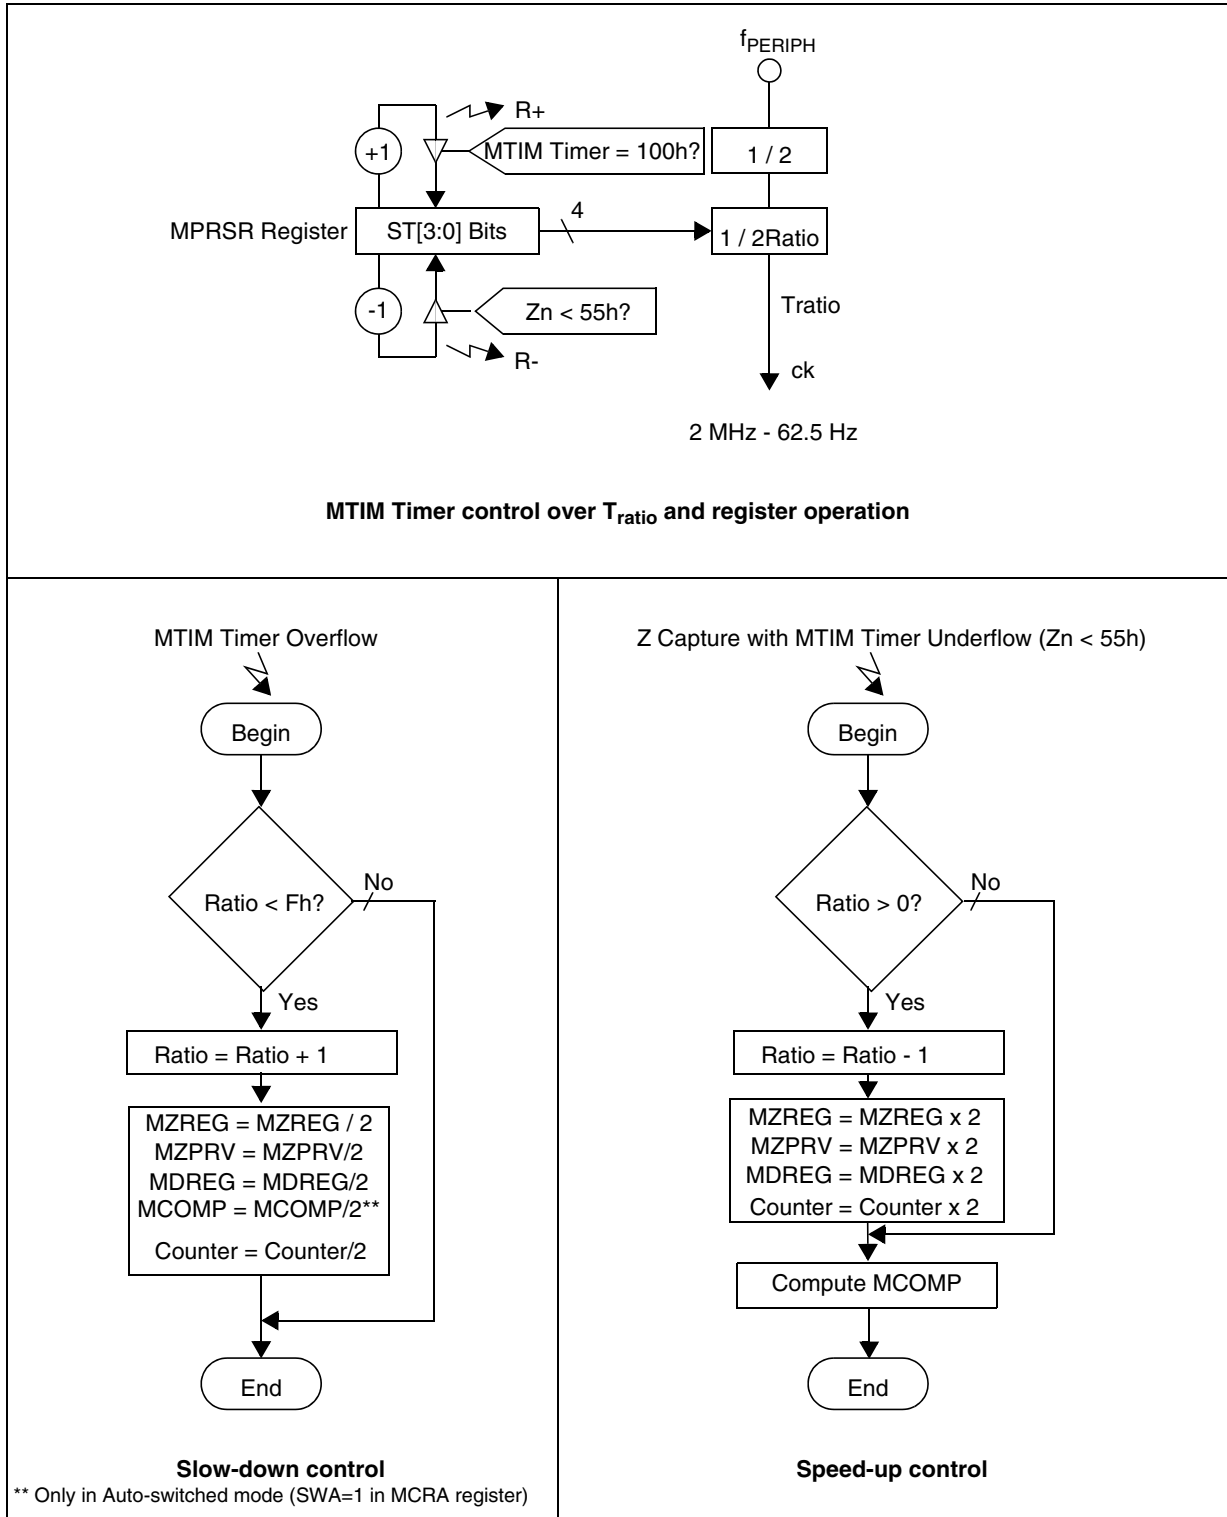 fPERIPH
R+
+1
MTIM Timer = 100h?
1 / 2
4
MPRSR Register
ST[3:0] Bits
1 / 2Ratio
-1
Zn < 55h?
Tratio
R-
ck
2 MHz - 62.5 Hz
MTIM Timer control over Tratio and register operation
MTIM Timer Overflow
Begin
Ratio < Fh?
No
Yes
Ratio = Ratio + 1
MZREG = MZREG / 2
MZPRV = MZPRV/2
MDREG = MDREG/2
MCOMP = MCOMP/2**
Counter = Counter/2
End
Slow-down control
** Only in Auto-switched mode (SWA=1 in MCRA register)
Z Capture with MTIM Timer Underflow (Zn < 55h)
Begin
Ratio > 0?
No
Yes
Ratio = Ratio - 1
MZREG = MZREG x 2
MZPRV = MZPRV x 2
MDREG = MDREG x 2
Counter = Counter x 2
Compute MCOMP
End
Speed-up control